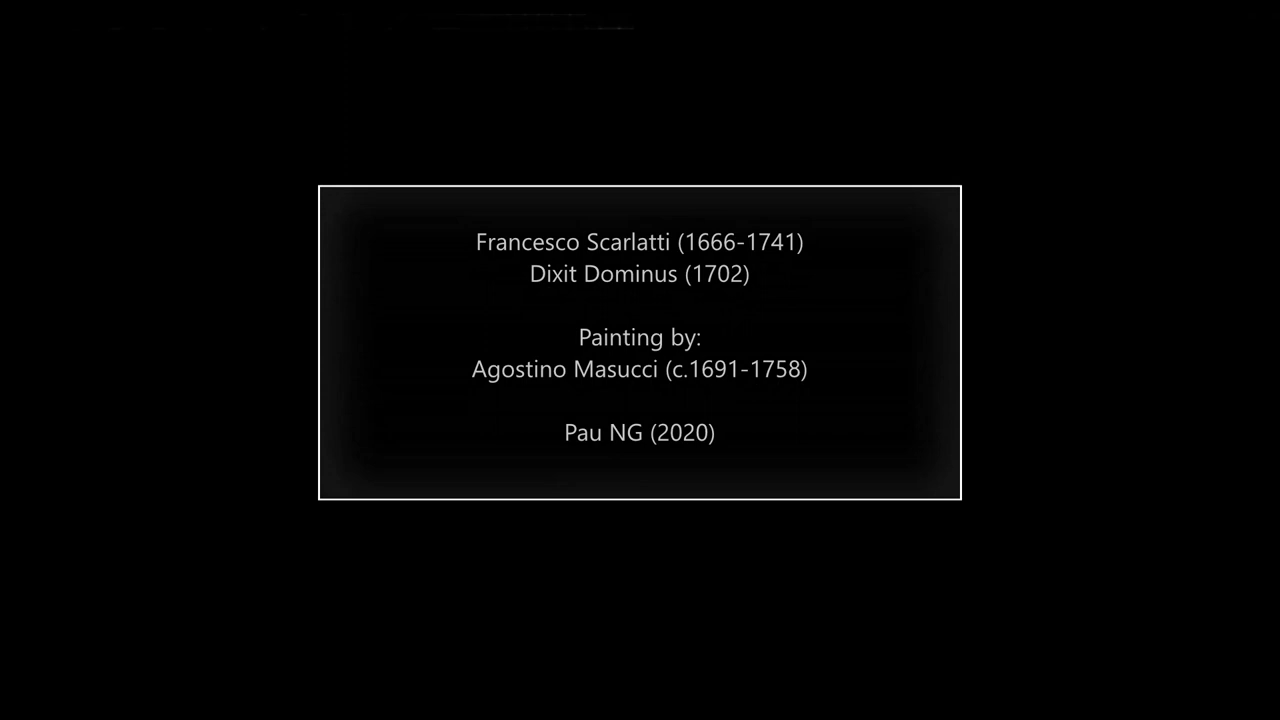 Francesco Scarlatti (1666-1741)
Dixit Dominus (1702)
Painting by:
Agostino Masucci (c.1691-1758)
Pau NG (2020)